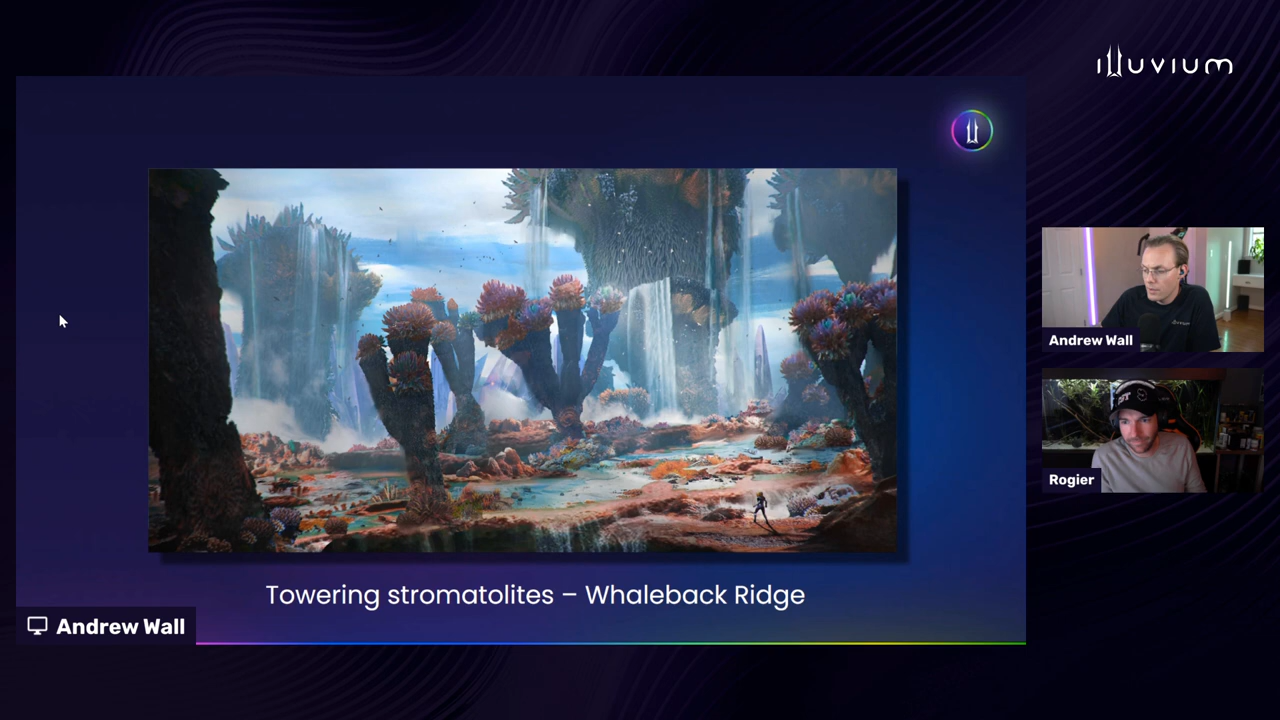 illuvium
Towering stromatolites – Whaleback Ridge
Andrew Wall
Andrew Wall
Rogier